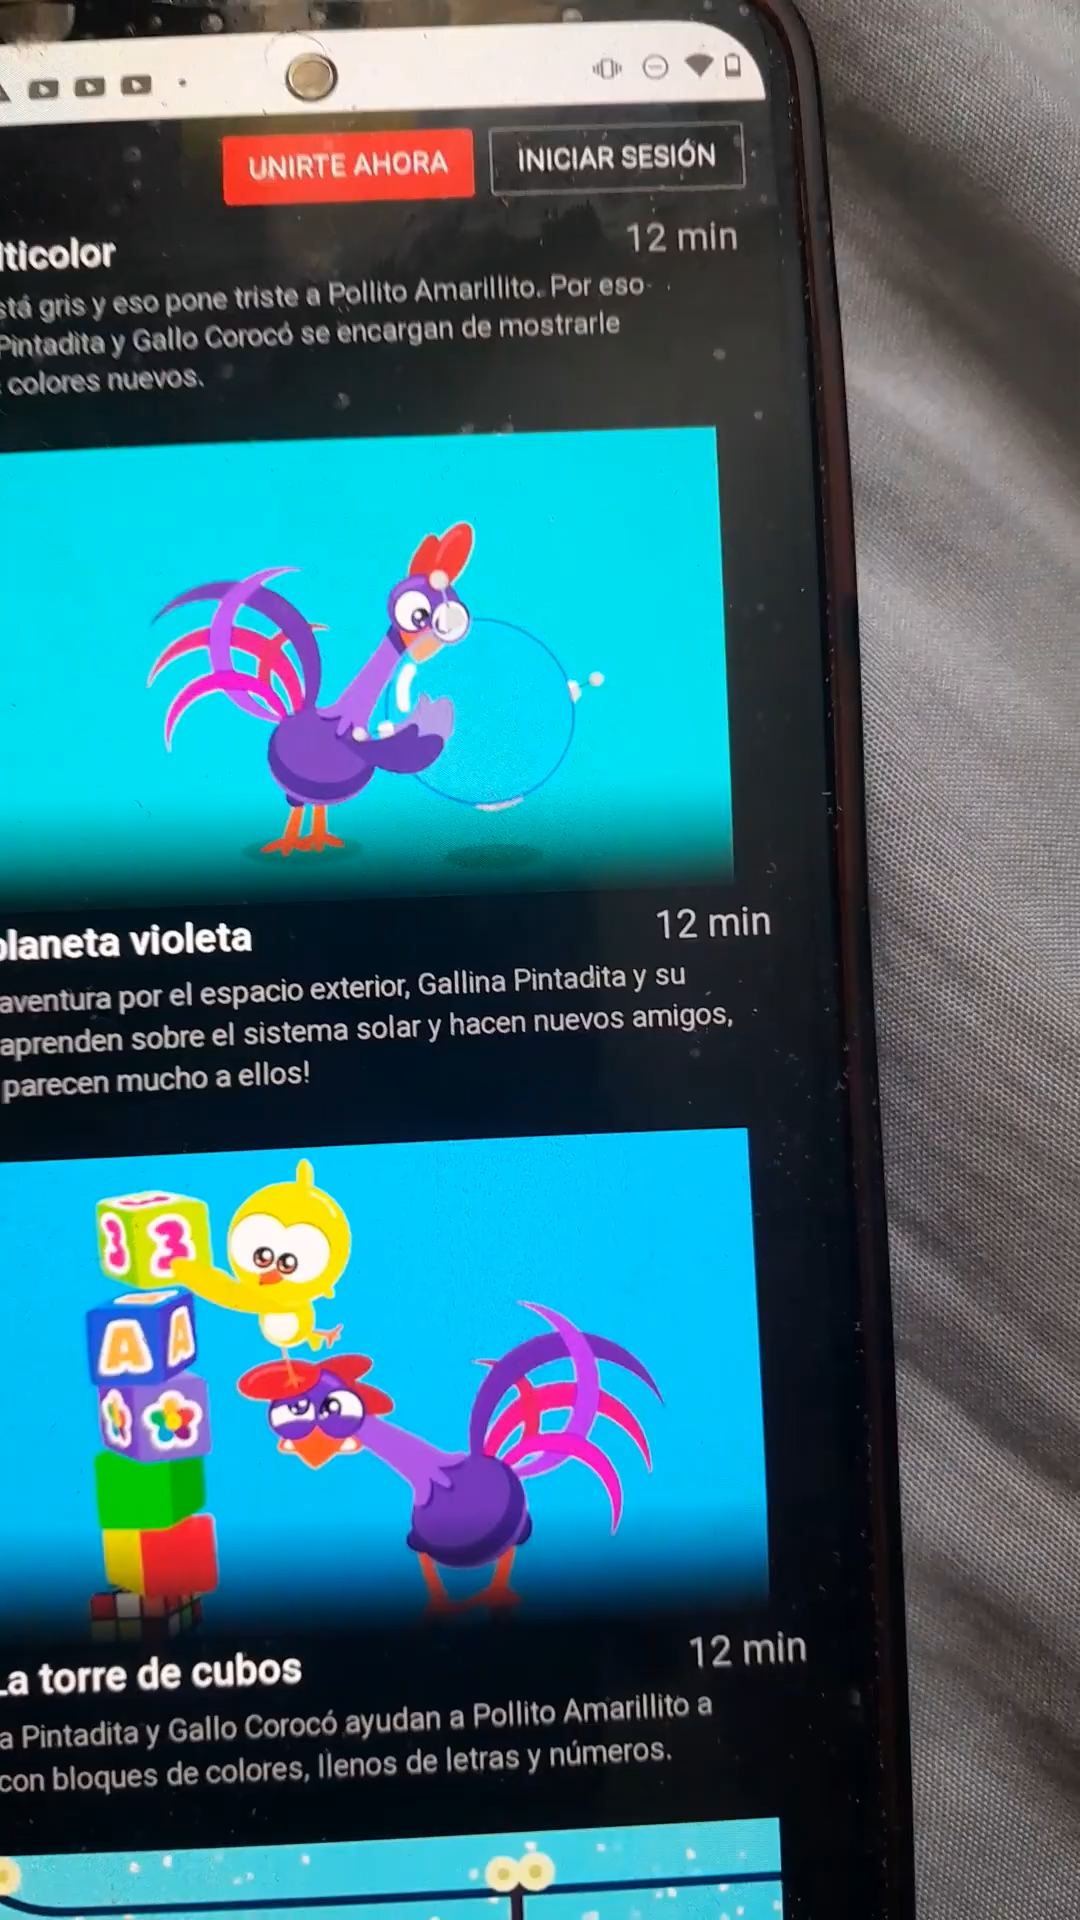 UNIRTE AHORA
INICIAR SESIÓN
lticolor
12 min
stá gris y eso pone triste a Pollito Amarillito. Por eso
Pintadita y Gallo Corocó se encargan de mostrarle
colores nuevos.
planeta violeta
12 min
aventura por el espacio exterior, Gallina Pintadita y su
aprenden sobre el sistema solar y hacen nuevos amigos,
parecen mucho a ellos!
3 3
A A
La torre de cubos
12 min
a Pintadita y Gallo Corocó ayudan a Pollito Amarillito a
con bloques de colores, llenos de letras y números.